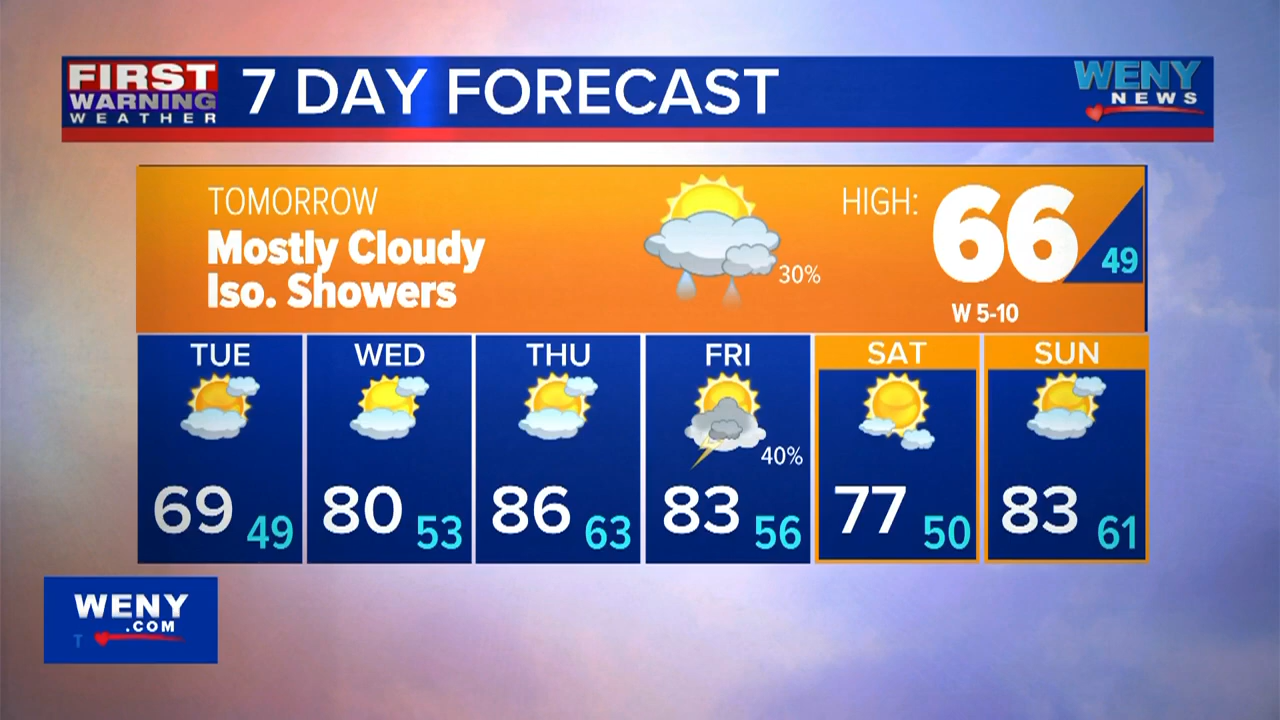 FIRST
WARNING
WEATHER
7 DAY FORECAST
WENY
NEWS
TOMORROW
Mostly Cloudy
Iso. Showers
30%
HIGH:
66
49
W 5-10
TUE
WED
THU
FRI
SAT
SUN
40%
69 49
80 53
86 63
83 56
77 50
83 61
WENY
.COM
T